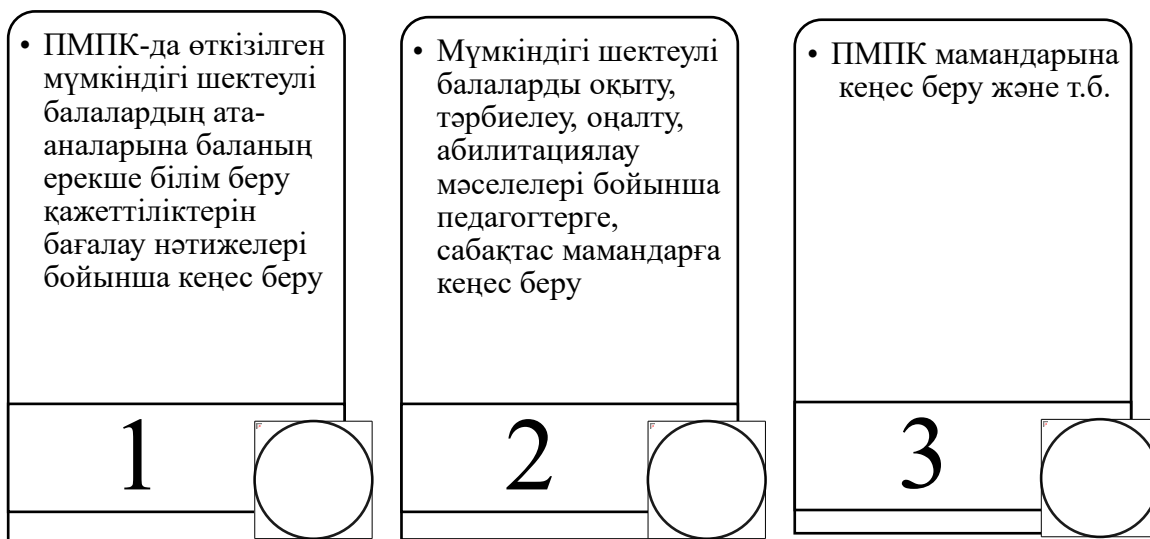 • ПМПК-да өткізілген
мүмкіндігі шектеулі
балалардың ата-
аналарына баланың
ерекше білім беру
қажеттіліктерін
бағалау нәтижелері
бойынша кеңес беру
1
• Мүмкіндігі шектеулі
балаларды оқыту,
тәрбиелеу, оңалту,
абилитациялау
мәселелері бойынша
педагогтерге,
сабақтас мамандарға
кеңес беру
2
• ПМПК мамандарына
кеңес беру және т.б.
3